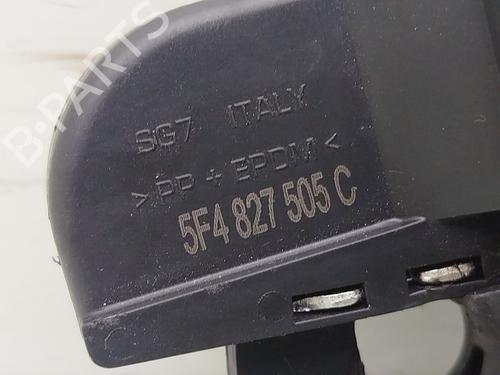 B-PARTS
SG7 ITALY
>PP + EPDM<
5F4 827 505 C